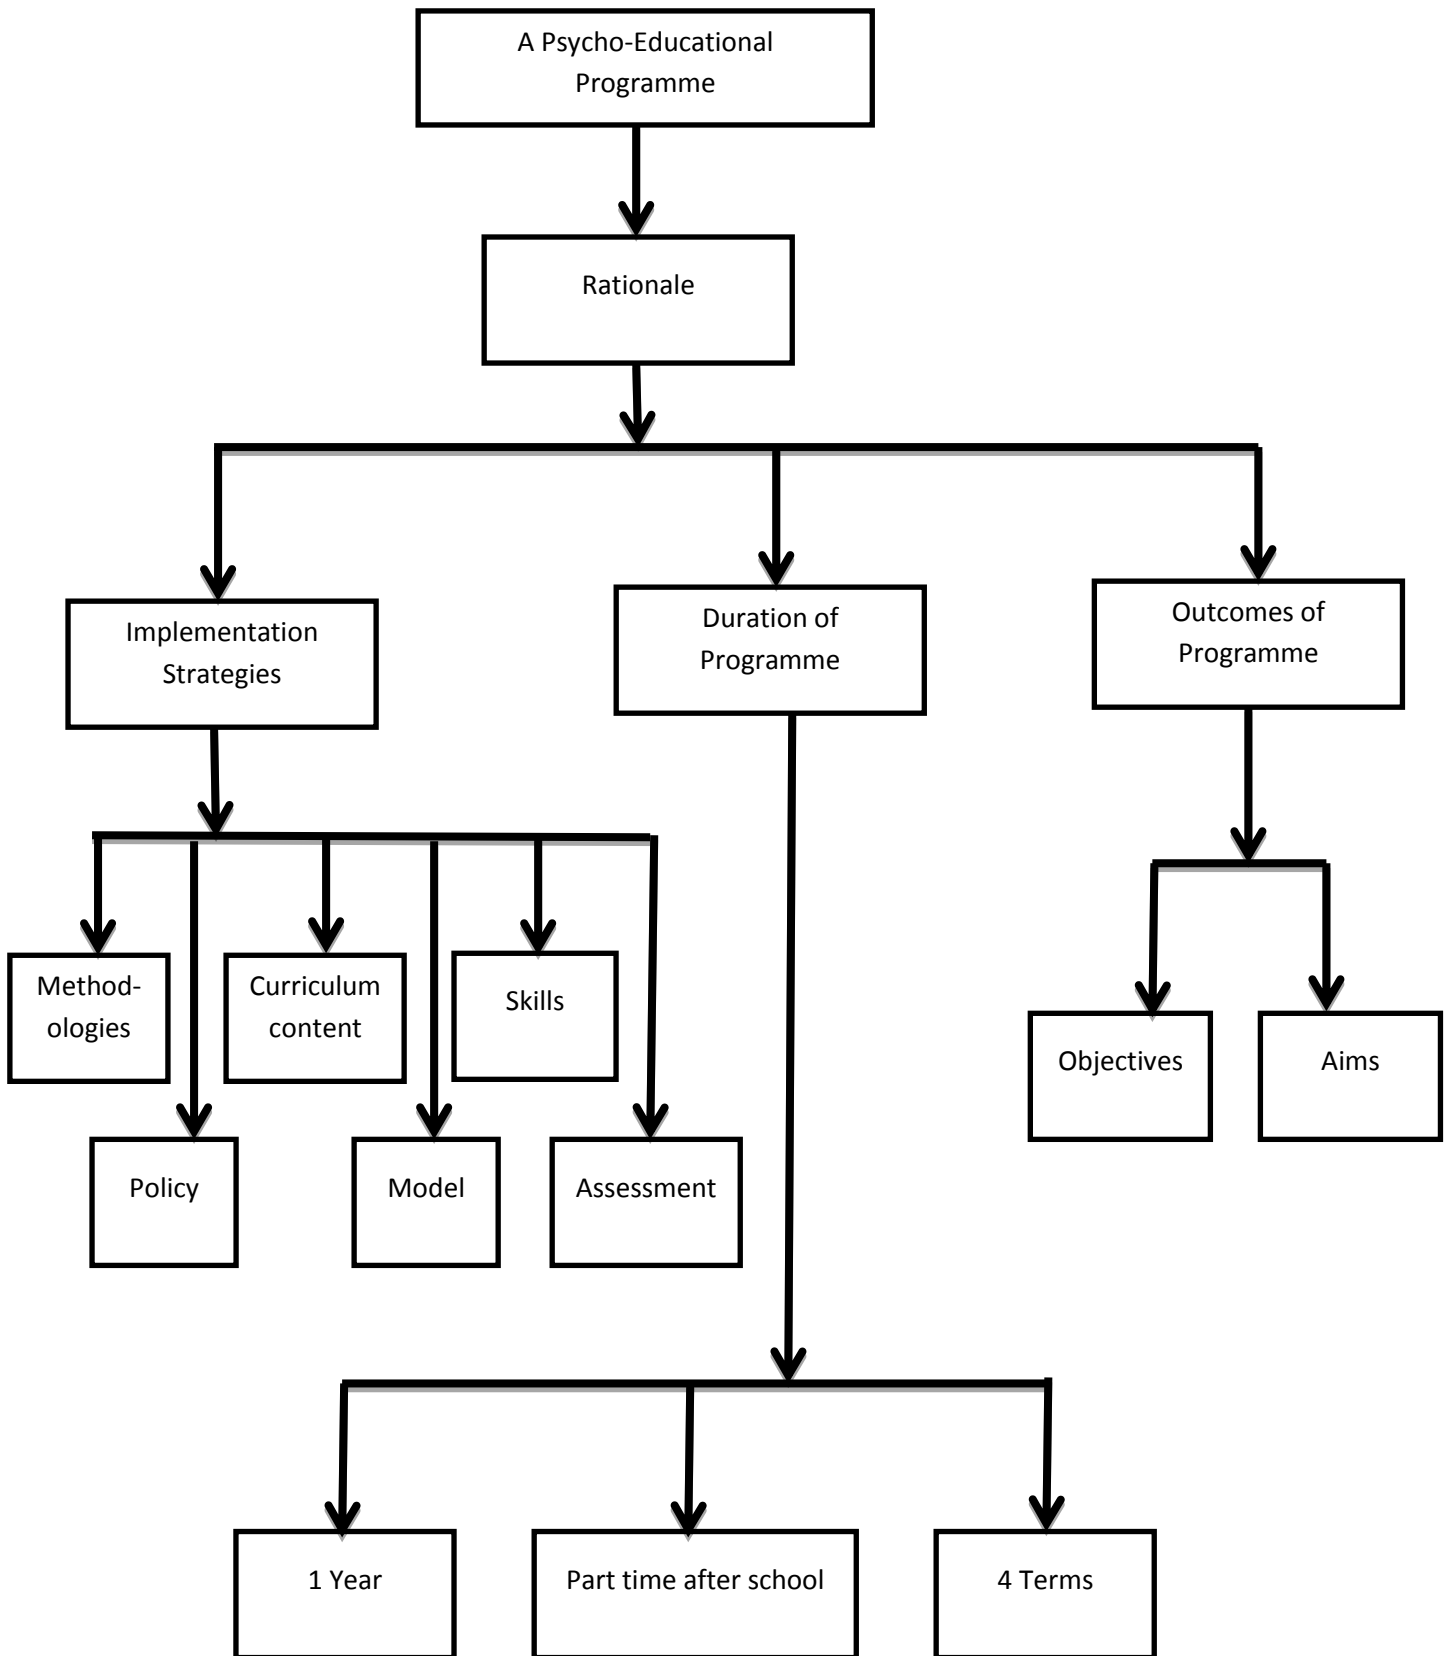 A Psycho-Educational
Programme
Rationale
Implementation
Strategies
Duration of
Programme
Outcomes of
Programme
Method-
ologies
Curriculum
content
Skills
Objectives
Aims
Policy
Model
Assessment
1 Year
Part time after school
4 Terms